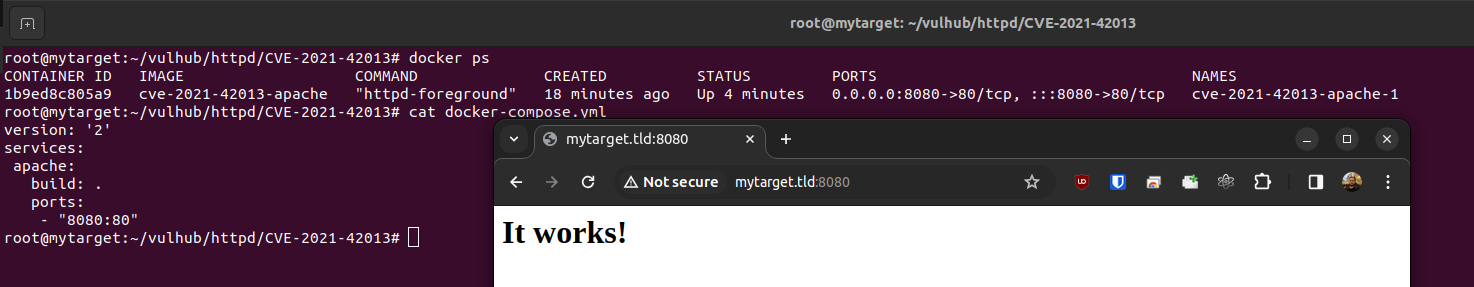 root@mytarget: ~/vulhub/httpd/CVE-2021-42013
root@mytarget:~/vulhub/httpd/CVE-2021-42013# docker ps
CONTAINER ID   IMAGE                   COMMAND              CREATED          STATUS         PORTS                                   NAMES
1b9ed8c805a9   cve-2021-42013-apache   "httpd-foreground"   18 minutes ago   Up 4 minutes   0.0.0.0:8080->80/tcp, :::8080->80/tcp   cve-2021-42013-apache-1
root@mytarget:~/vulhub/httpd/CVE-2021-42013# cat docker-compose.yml
version: '2'
services:
 apache:
   build: .
   ports:
    - "8080:80"
root@mytarget:~/vulhub/httpd/CVE-2021-42013#
mytarget.tld:8080
Not secure mytarget.tld:8080
It works!